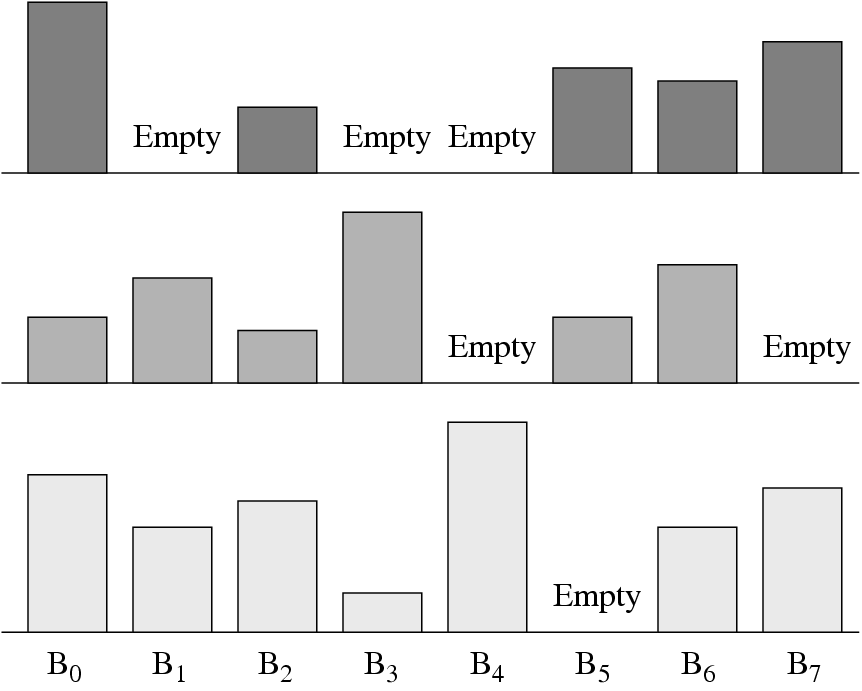 Empty Empty Empty
Empty Empty
Empty
B₀ B₁ B₂ B₃ B₄ B₅ B₆ B₇